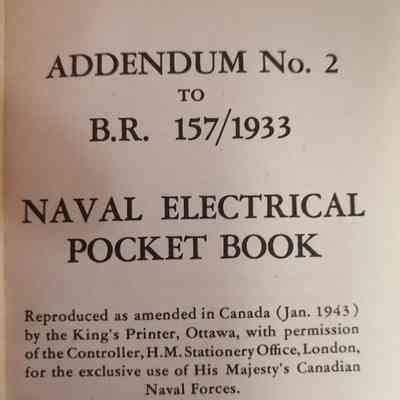 ADDENDUM No. 2
TO
B.R. 157/1933
NAVAL ELECTRICAL
POCKET BOOK
Reproduced as amended in Canada (Jan. 1943)
by the King's Printer, Ottawa, with permission
of the Controller, H.M. Stationery Office, London,
for the exclusive use of His Majesty's Canadian
Naval Forces.